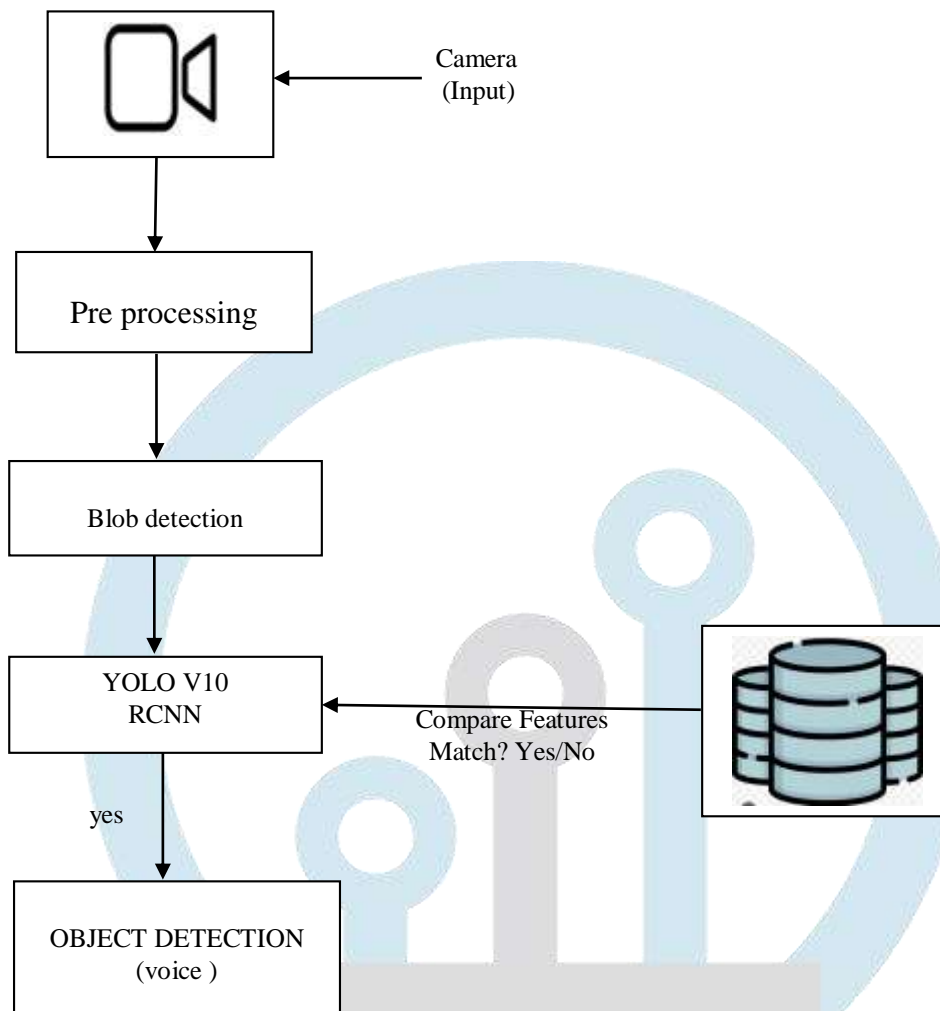 Camera
(Input)
Pre processing
Blob detection
YOLO V10
RCNN
Compare Features
Match? Yes/No
yes
OBJECT DETECTION
(voice )